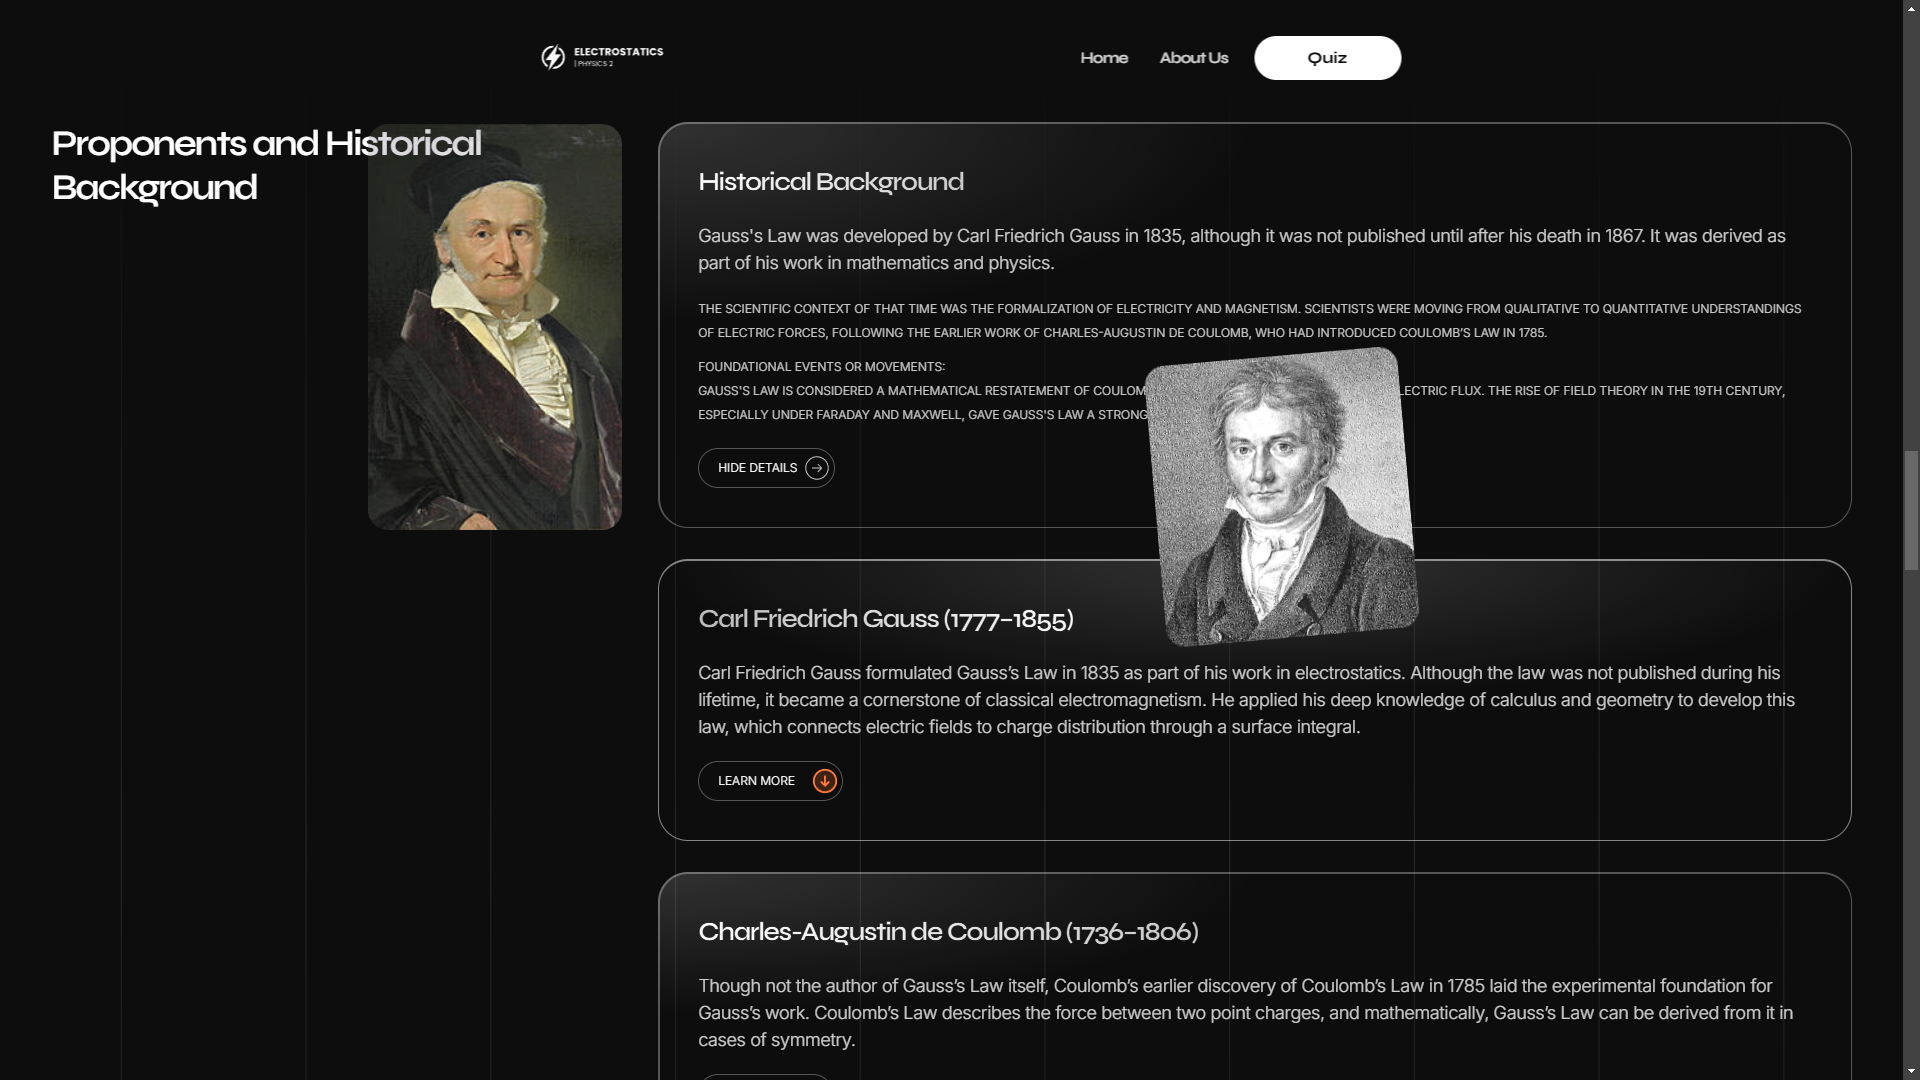 ELECTROSTATICS
| PHYSICS 2
Home
About Us
Quiz
Proponents and Historical
Background
Historical Background
Gauss's Law was developed by Carl Friedrich Gauss in 1835, although it was not published until after his death in 1867. It was derived as
part of his work in mathematics and physics.
THE SCIENTIFIC CONTEXT OF THAT TIME WAS THE FORMALIZATION OF ELECTRICITY AND MAGNETISM. SCIENTISTS WERE MOVING FROM QUALITATIVE TO QUANTITATIVE UNDERSTANDINGS
OF ELECTRIC FORCES, FOLLOWING THE EARLIER WORK OF CHARLES-AUGUSTIN DE COULOMB, WHO HAD INTRODUCED COULOMB'S LAW IN 1785.
FOUNDATIONAL EVENTS OR MOVEMENTS:
GAUSS'S LAW IS CONSIDERED A MATHEMATICAL RESTATEMENT OF FLUX. THE RISE OF FIELD THEORY IN THE 19TH CENTURY,
ESPECIALLY UNDER FARADAY AND MAXWELL, GAVE GAUSS'S LAW A STRONG
HIDE DETAILS
Carl Friedrich Gauss (1777–1855)
Carl Friedrich Gauss formulated Gauss’s Law in 1835 as part of his work in electrostatics. Although the law was not published during his
lifetime, it became a cornerstone of classical electromagnetism. He applied his deep knowledge of calculus and geometry to develop this
law, which connects electric fields to charge distribution through a surface integral.
LEARN MORE
Charles-Augustin de Coulomb (1736–1806)
Though not the author of Gauss’s Law itself, Coulomb’s earlier discovery of Coulomb’s Law in 1785 laid the experimental foundation for
Gauss’s work. Coulomb’s Law describes the force between two point charges, and mathematically, Gauss’s Law can be derived from it in
cases of symmetry.